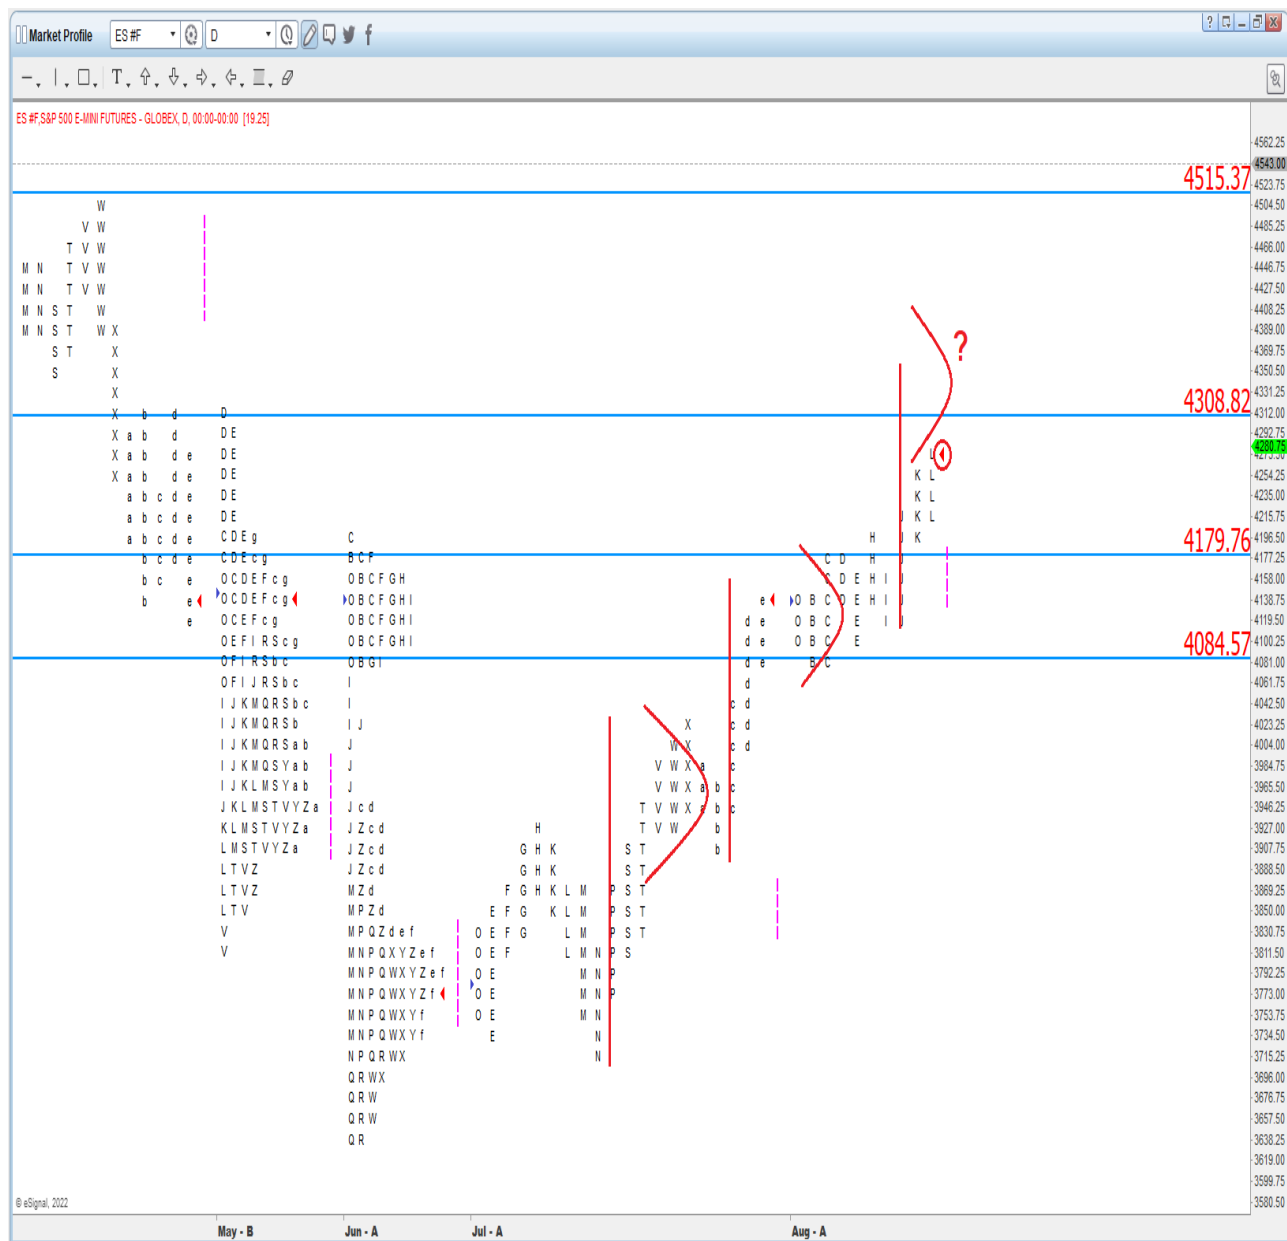 Market Profile ES #F D
ES #F,S&P 500 E-MINI FUTURES - GLOBEX, D, 00:00-00:00 [19.25]
4562.25
4543.00
4515.37
4523.75
W 4504.50
V W 4485.25
T V W 4466.00
M N T V W 4446.75
M N T V W 4427.50
M N S T W 4408.25
M N S T W X 4389.00
S T X ? 4369.75
S X 4350.50
X 4331.25
4308.82
X b d D 4312.00
X a b d D E 4292.75
4280.75
X a b d e D E L
X a b d e D E K L 4254.25
a b c d e D E K L 4235.00
a b c d e D E J K L 4215.75
a b c d e C D E g C H J K 4196.50
4179.76
b c d e C D E c g B C F C D H J 4177.25
b c e O C D E F c g O B C F G H C D E H I J 4158.00
b e O C D E F c g O B C F G H I e O B C D E H I J 4138.75
e O C E F c g O B C F G H I d e O B C E I J 4119.50
O E F I R S c g O B C F G H I d e O B C E 4100.25
4084.57
O F I R S b c O B G I d e B C 4081.00
O F I J R S b c I d 4061.75
I J K M Q R S b c I c d 4042.50
I J K M Q R S b I J X c d 4023.25
I J K M Q R S a b J W X c d 4004.00
I J K M Q S Y a b J V W X a c 3984.75
I J K L M S Y a b J V W X a b c 3965.50
J K L M S T V Y Z a J c d T V W X a b c 3946.25
K L M S T V Y Z a J Z c d H T V W b 3927.00
L M S T V Y Z a J Z c d G H K S T b 3907.75
L T V Z J Z c d G H K S T 3888.50
L T V Z M Z d F G H K L M P S T 3869.25
L T V M P Z d E F G K L M P S T 3850.00
V M P Q Z d e f O E F G L M P S T 3830.75
V M N P Q X Y Z e f O E F L M N P S 3811.50
M N P Q W X Y Z e f O E M N P 3792.25
M N P Q W X Y Z f O E M N P 3773.00
M N P Q W X Y f O E M N 3753.75
M N P Q W X Y f E N 3734.50
N P Q R W X N 3715.25
Q R W X 3696.00
Q R W 3676.75
Q R W 3657.50
Q R 3638.25
3619.00
3599.75
© eSignal, 2022 3580.50
May - B Jun - A Jul - A Aug - A